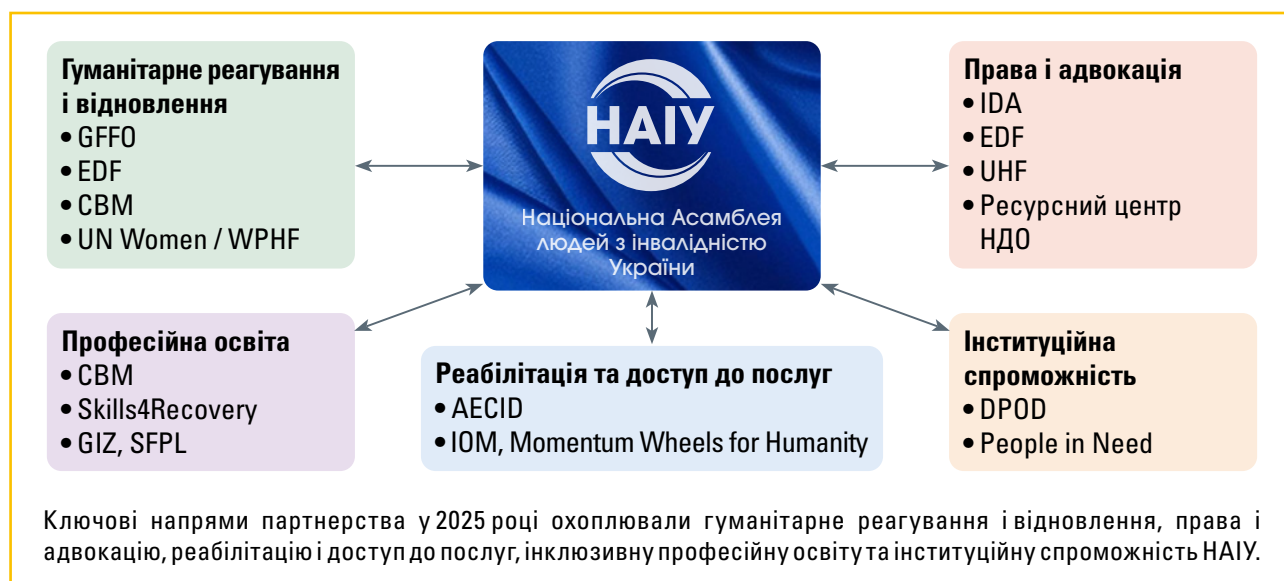 Гуманітарне реагування
і відновлення
• GFFO
• EDF
• CBM
• UN Women / WPHF
НАІУ
Національна Асамблея
людей з інвалідністю
України
Права і адвокація
• IDA
• EDF
• UHF
• Ресурсний центр
НДО
Професійна освіта
• CBM
• Skills4Recovery
• GIZ, SFPL
Реабілітація та доступ до послуг
• AECID
• IOM, Momentum Wheels for Humanity
Інституційна
спроможність
• DPOD
• People in Need
Ключові напрями партнерства у 2025 році охоплювали гуманітарне реагування і відновлення, права і
адвокацію, реабілітацію і доступ до послуг, інклюзивну професійну освіту та інституційну спроможність НАІУ.